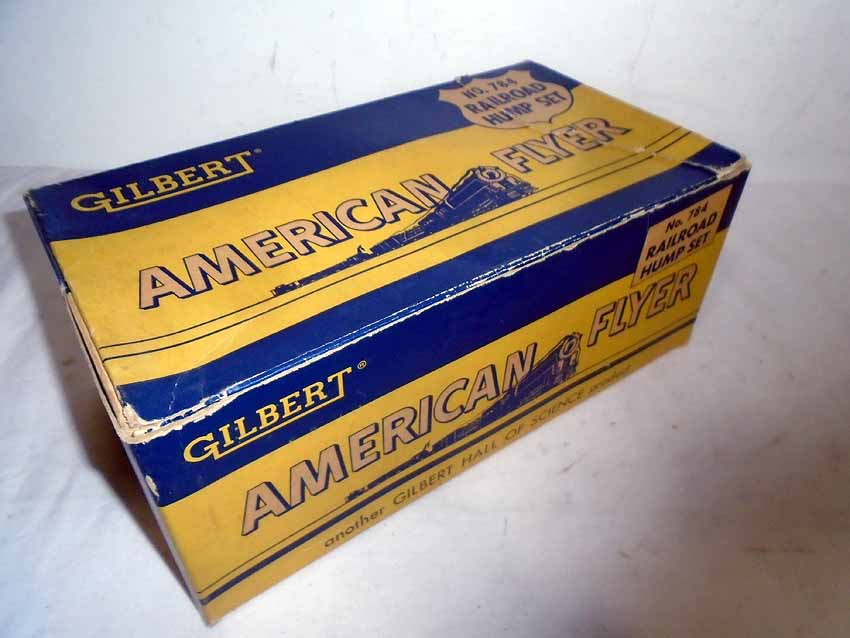 NO. 784
RAILROAD
HUMP SET
GILBERT®
AMERICAN FLYER
No. 784
RAILROAD
HUMP SET
GILBERT®
AMERICAN FLYER
another GILBERT HALL OF SCIENCE product